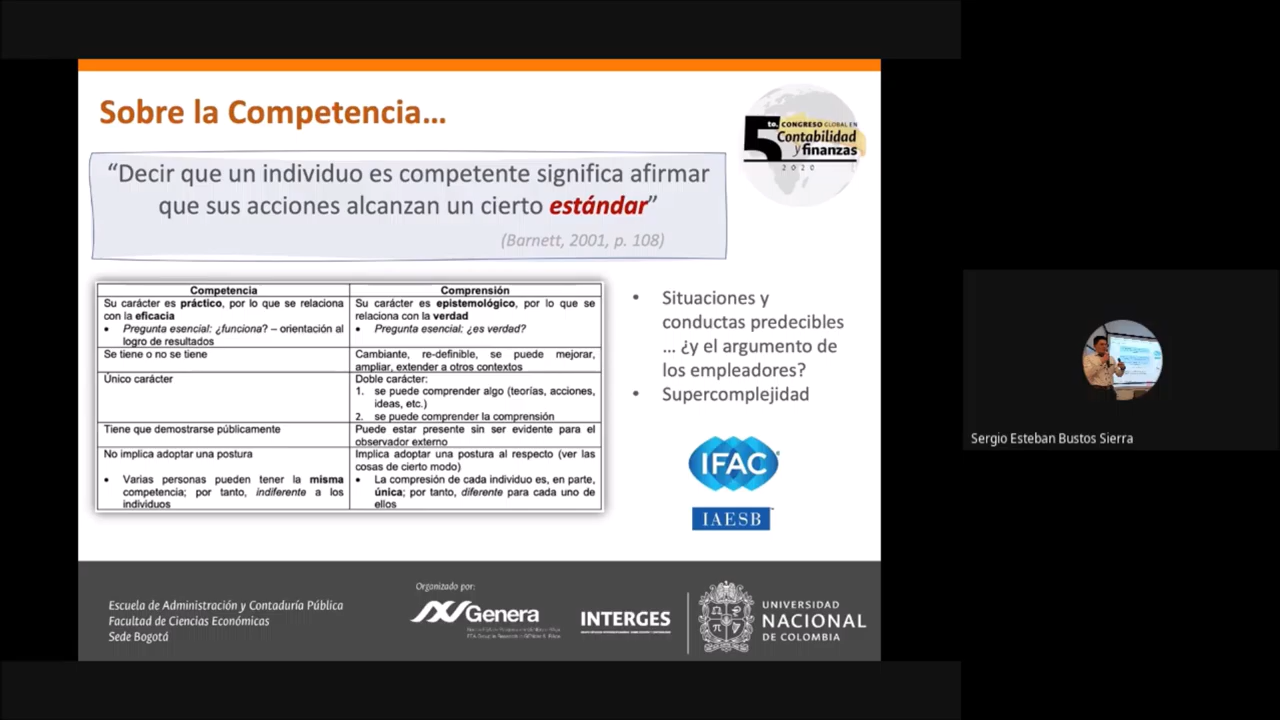 Sobre la Competencia...
5to. CONGRESO GLOBAL EN
Contabilidad
y finanzas
2020
“Decir que un individuo es competente significa afirmar
que sus acciones alcanzan un cierto estándar”
(Barnett, 2001, p. 108)
Competencia
Su carácter es práctico, por lo que se relaciona
con la eficacia
• Pregunta esencial: ¿funciona? – orientación al
logro de resultados
Se tiene o no se tiene
Único carácter
Tiene que demostrarse públicamente
No implica adoptar una postura
• Varias personas pueden tener la misma
competencia; por tanto, indiferente a los
individuos
Comprensión
Su carácter es epistemológico, por lo que se
relaciona con la verdad
• Pregunta esencial: ¿es verdad?
Cambiante, re-definible, se puede mejorar,
ampliar, extender a otros contextos
Doble carácter:
1. se puede comprender algo (teorías, acciones,
ideas, etc.)
2. se puede comprender la comprensión
Puede estar presente sin ser evidente para el
observador externo
Implica adoptar una postura al respecto (ver las
cosas de cierto modo)
• La compresión de cada individuo es, en parte,
única; por tanto, diferente para cada uno de
ellos
• Situaciones y
conductas predecibles
... ¿y el argumento de
los empleadores?
• Supercomplejidad
IFAC
IAESB
Sergio Esteban Bustos Sierra
Escuela de Administración y Contaduría Pública
Facultad de Ciencias Económicas
Sede Bogotá
Organizado por:
Genera
INTERGES
UNIVERSIDAD
NACIONAL
DE COLOMBIA